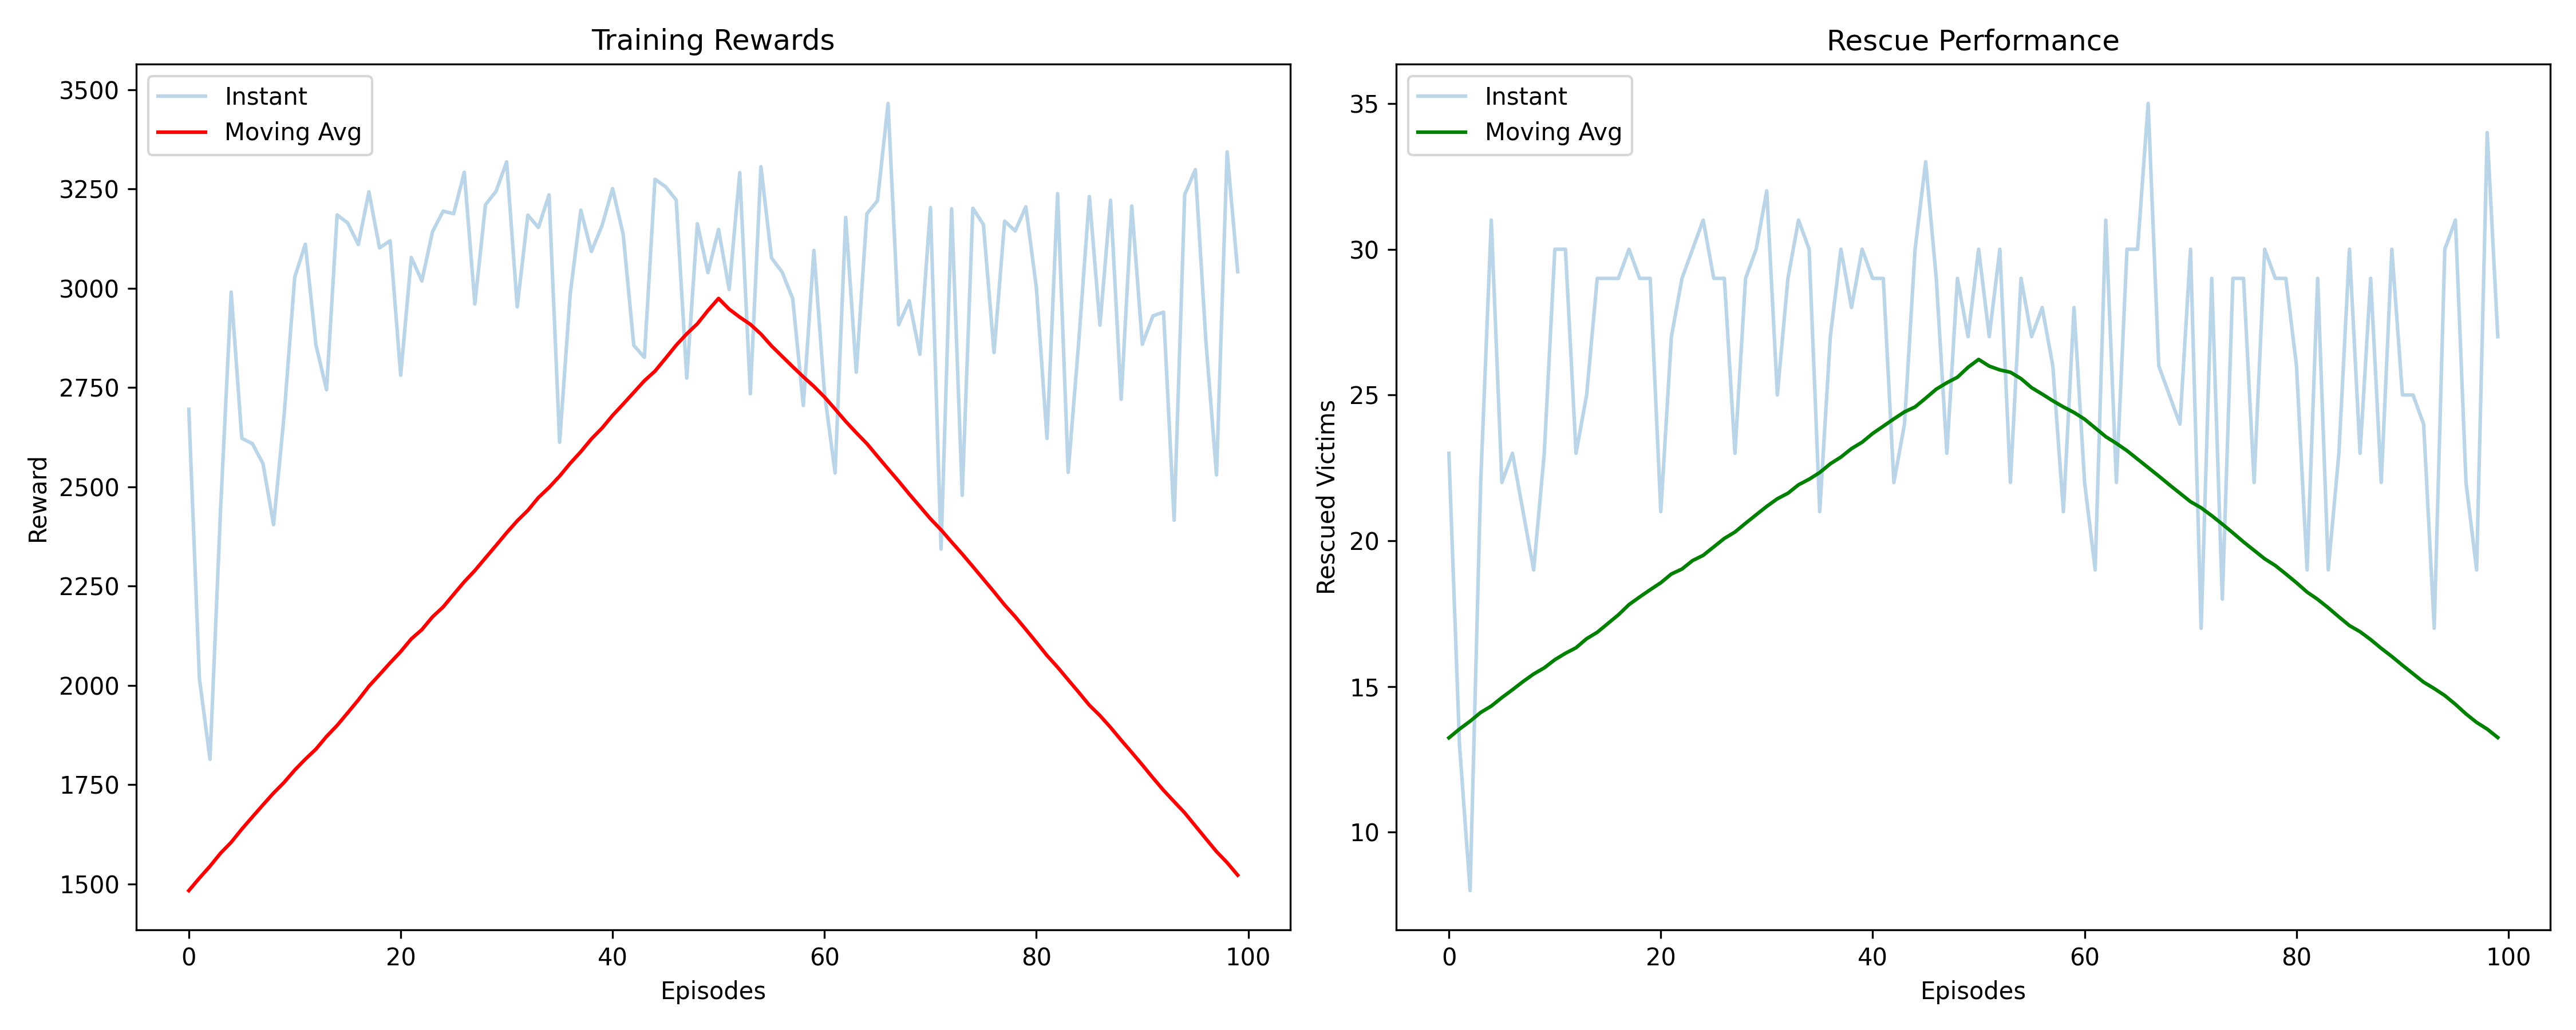 Training Rewards
Instant
Moving Avg
3500
3250
3000
2750
2500
2250
2000
1750
1500
Reward
0 20 40 60 80 100
Episodes
Rescue Performance
Instant
Moving Avg
35
30
25
20
15
10
Rescued Victims
0 20 40 60 80 100
Episodes